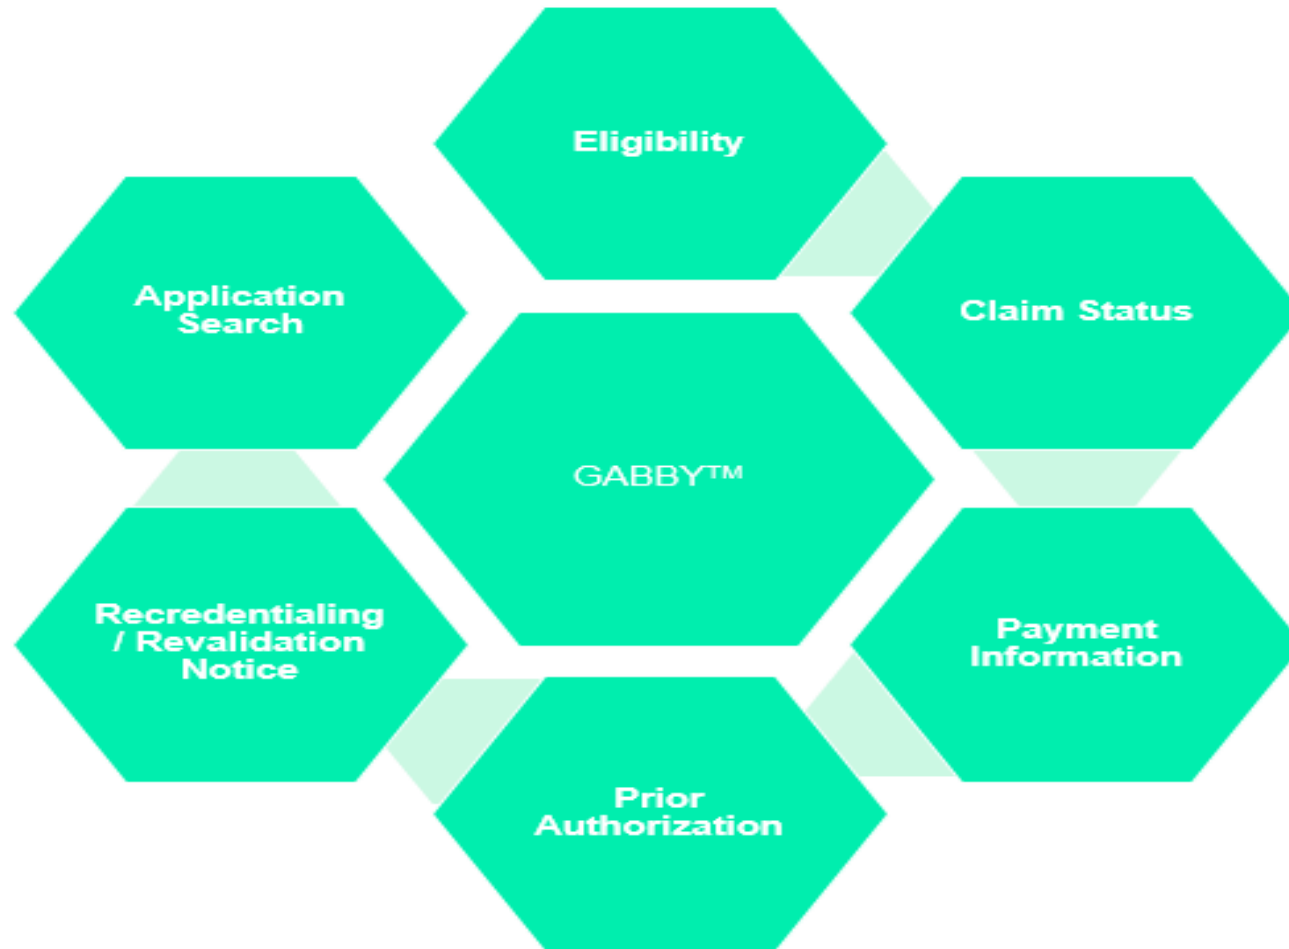 Eligibility
Application
Search
Claim Status
GABBY™
Recredentialing
/ Revalidation
Notice
Payment
Information
Prior
Authorization